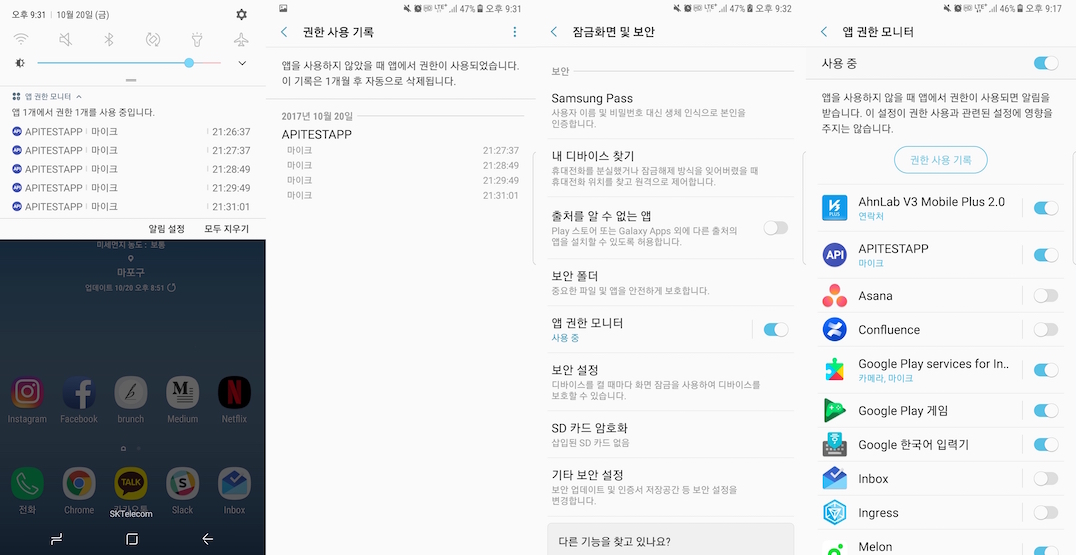 오후 9:31 | 10월 20일 (금)
앱 권한 모니터
앱 1개에서 권한 1개를 사용 중입니다.
API APITESTAPP | 마이크 | 21:26:37
API APITESTAPP | 마이크 | 21:27:37
API APITESTAPP | 마이크 | 21:28:49
API APITESTAPP | 마이크 | 21:29:49
API APITESTAPP | 마이크 | 21:31:01
알림 설정 모두 지우기
미세먼지 농도 : 보통
마포구
업데이트 10/20 오후 8:51
Instagram Facebook brunch Medium Netflix
TALK
전화 Chrome 카카오톡 Slack Inbox
SKTelecom
LTE+ 47% 오후 9:31
권한 사용 기록
앱을 사용하지 않았을 때 앱에서 권한이 사용되었습니다.
이 기록은 1개월 후 자동으로 삭제됩니다.
2017년 10월 20일
APITESTAPP
마이크 21:27:37
마이크 21:28:49
마이크 21:29:49
마이크 21:31:01
LTE+ 47% 오후 9:32
잠금화면 및 보안
보안
Samsung Pass
사용자 이름 및 비밀번호 대신 생체 인식으로 본인을
인증합니다.
내 디바이스 찾기
휴대전화를 분실했거나 잠금해제 방식을 잊어버렸을 때
휴대전화 위치를 찾고 원격으로 제어합니다.
출처를 알 수 없는 앱
Play 스토어 또는 Galaxy Apps 외에 다른 출처의
앱을 설치할 수 있도록 허용합니다.
보안 폴더
중요한 파일 및 앱을 안전하게 보호합니다.
앱 권한 모니터
사용 중
보안 설정
디바이스를 켤 때마다 화면 잠금을 사용하여 디바이스를
보호할 수 있습니다.
SD 카드 암호화
삽입된 SD 카드 없음
기타 보안 설정
보안 업데이트 및 인증서 저장공간 등 보안 설정을
변경합니다.
다른 기능을 찾고 있나요?
LTE+ 46% 오후 9:17
앱 권한 모니터
사용 중
앱을 사용하지 않을 때 앱에서 권한이 사용되면 알림을
받습니다. 이 설정이 권한 사용과 관련된 설정에 영향을
주지는 않습니다.
권한 사용 기록
PLUS
AhnLab V3 Mobile Plus 2.0
연락처
API
APITESTAPP
마이크
Asana
Confluence
Google Play services for In..
카메라, 마이크
Google Play 게임
Google 한국어 입력기
Inbox
Ingress
Melon